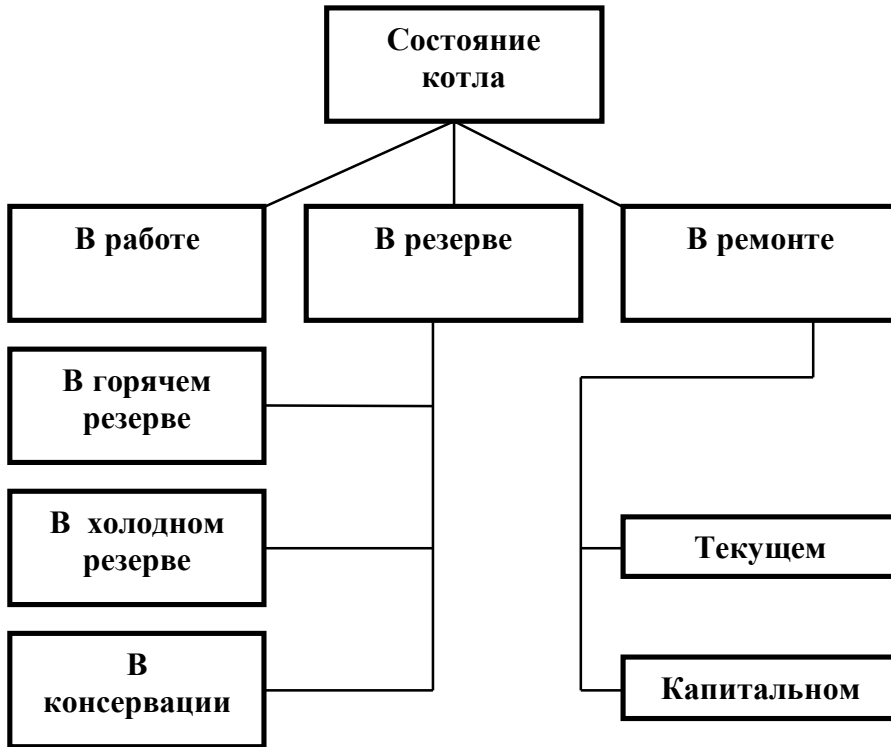 Состояние
котла
В работе
В резерве
В ремонте
В горячем
резерве
В холодном
резерве
В
консервации
Текущем
Капитальном